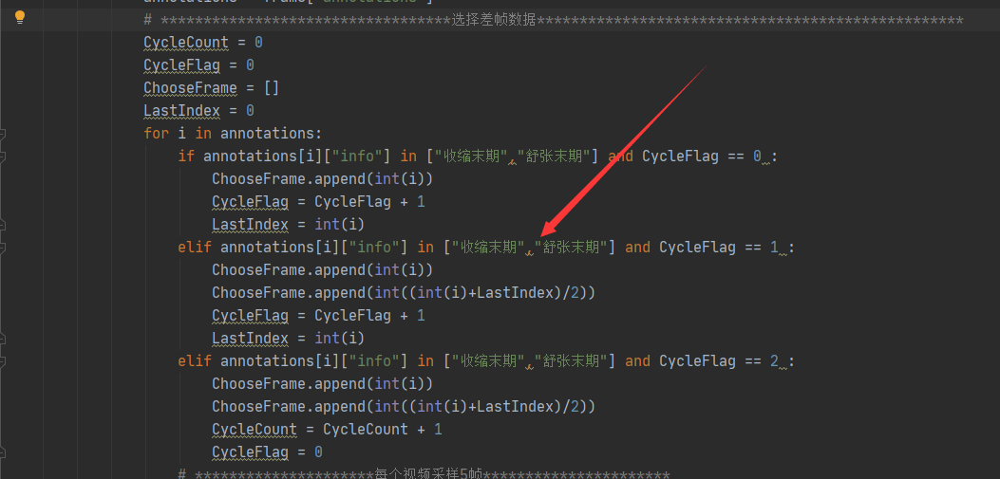 # **********************************选择差帧数据**************************************************
CycleCount = 0
CycleFlag = 0
ChooseFrame = []
LastIndex = 0
for i in annotations:
if annotations[i]["info"] in ["收缩末期","舒张末期"] and CycleFlag == 0 :
ChooseFrame.append(int(i))
CycleFlag = CycleFlag + 1
LastIndex = int(i)
elif annotations[i]["info"] in ["收缩末期","舒张末期"] and CycleFlag == 1 :
ChooseFrame.append(int(i))
ChooseFrame.append(int((int(i)+LastIndex)/2))
CycleFlag = CycleFlag + 1
LastIndex = int(i)
elif annotations[i]["info"] in ["收缩末期","舒张末期"] and CycleFlag == 2 :
ChooseFrame.append(int(i))
ChooseFrame.append(int((int(i)+LastIndex)/2))
CycleCount = CycleCount + 1
CycleFlag = 0
# *********************每个视频采样5帧**********************